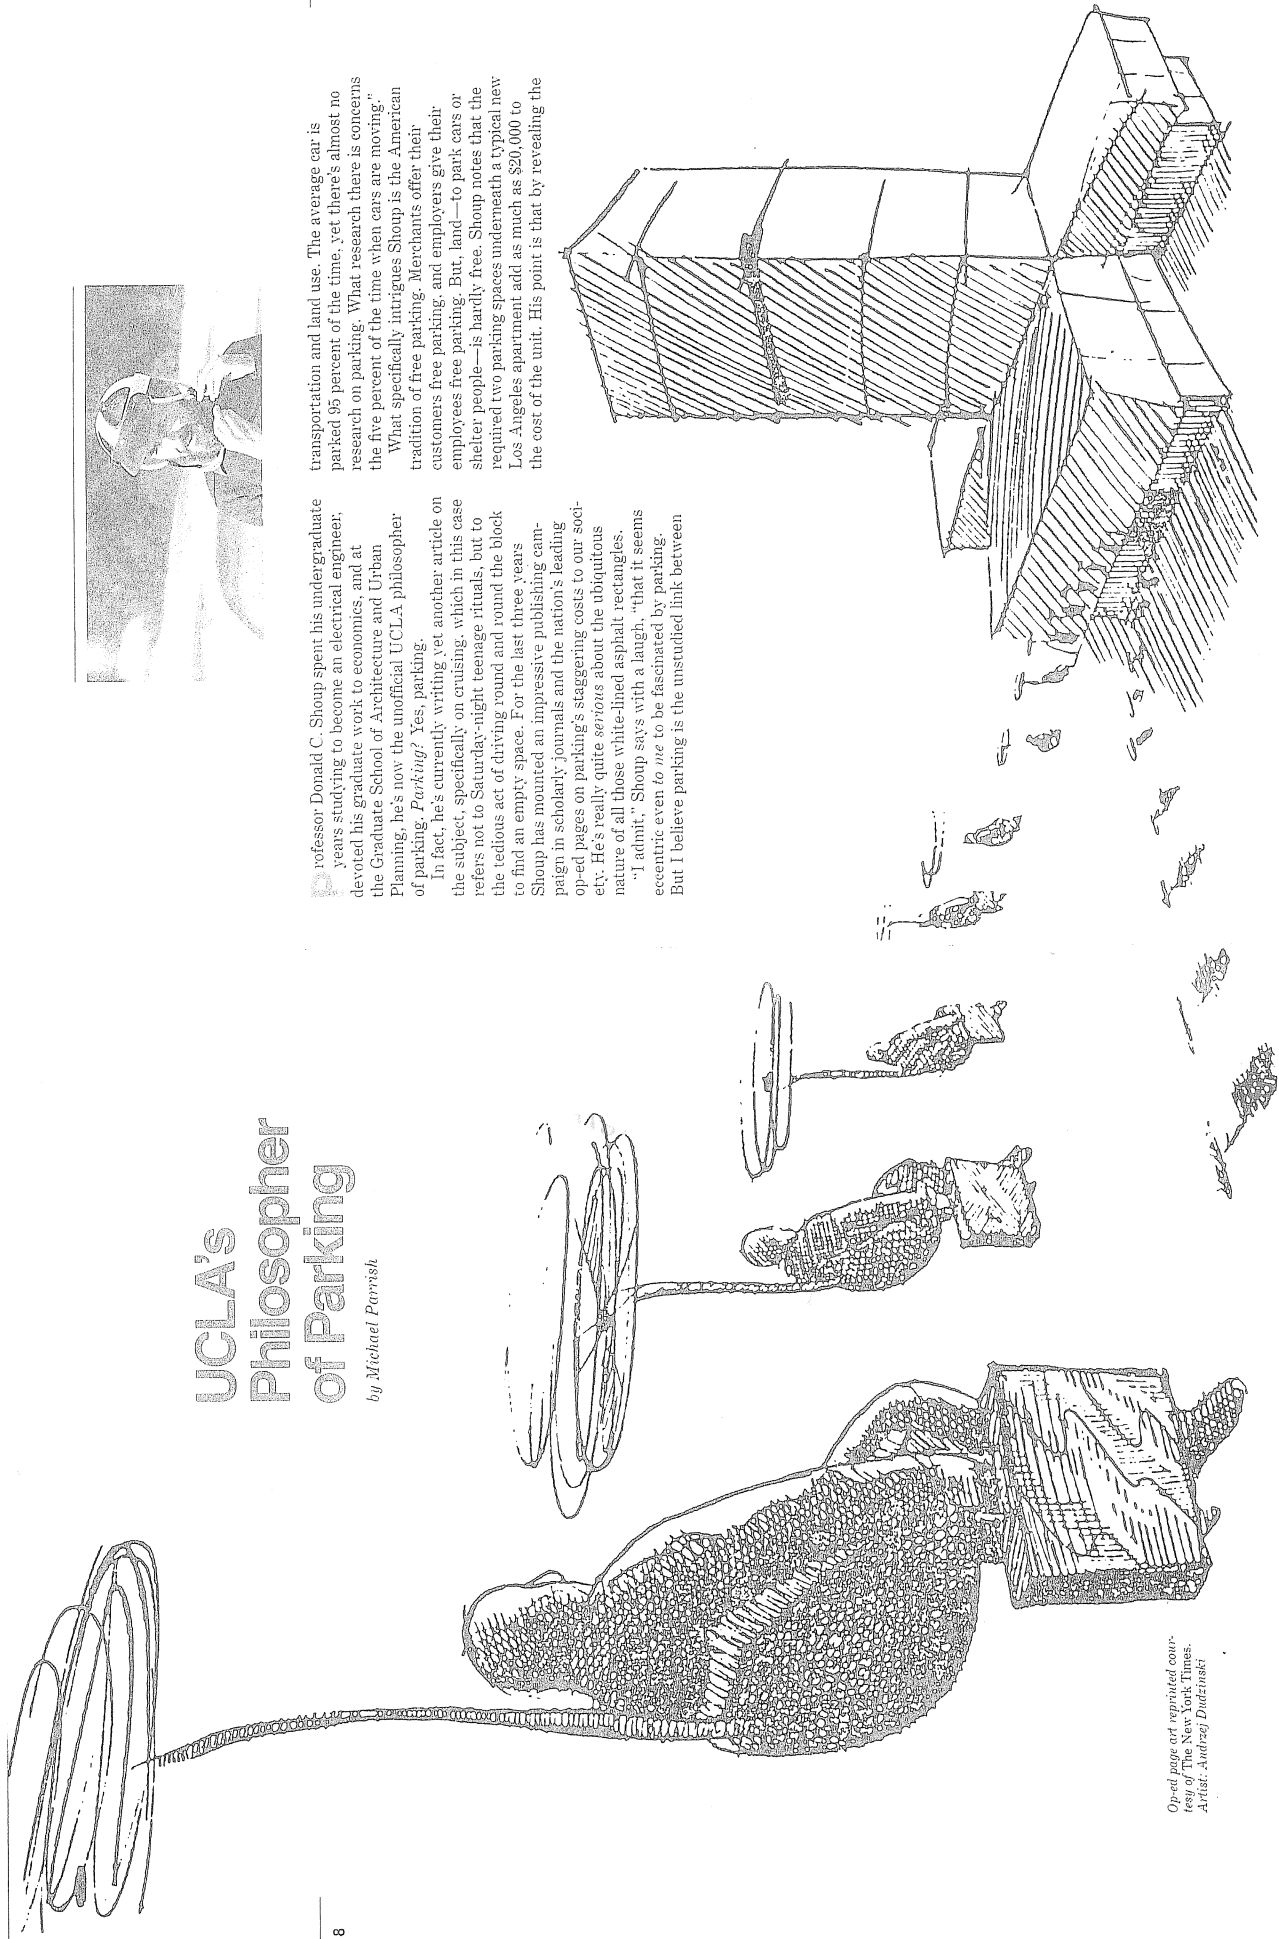 UCLA's
Philosopher
of Parking
by Michael Parrish
Professor Donald C. Shoup spent his undergraduate
years studying to become an electrical engineer,
devoted his graduate work to economics, and at
the Graduate School of Architecture and Urban
Planning, he's now the unofficial UCLA philosopher
of parking. Parking? Yes, parking.
In fact, he's currently writing yet another article on
the subject, specifically on cruising, which in this case
refers not to Saturday-night teenage rituals, but to
the tedious act of driving round and round the block
to find an empty space. For the last three years
Shoup has mounted an impressive publishing cam-
paign in scholarly journals and the nation's leading
op-ed pages on parking's staggering costs to our soci-
ety. He's really quite serious about the ubiquitous
nature of all those white-lined asphalt rectangles.
"I admit," Shoup says with a laugh, "that it seems
eccentric even to me to be fascinated by parking.
But I believe parking is the unstudied link between
transportation and land use. The average car is
parked 95 percent of the time, yet there's almost no
research on parking. What research there is concerns
the five percent of the time when cars are moving."
What specifically intrigues Shoup is the American
tradition of free parking. Merchants offer their
customers free parking, and employers give their
employees free parking. But, land—to park cars or
shelter people—is hardly free. Shoup notes that the
required two parking spaces underneath a typical new
Los Angeles apartment add as much as $20,000 to
the cost of the unit. His point is that by revealing the
Op-ed page art reprinted cour-
tesy of The New York Times.
Artist: Andrzej Dudzinski
8